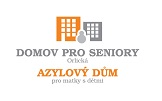 DOMOV PRO SENIORY
Orlická
AZYLOVÝ DŮM
pro matky s dětmi